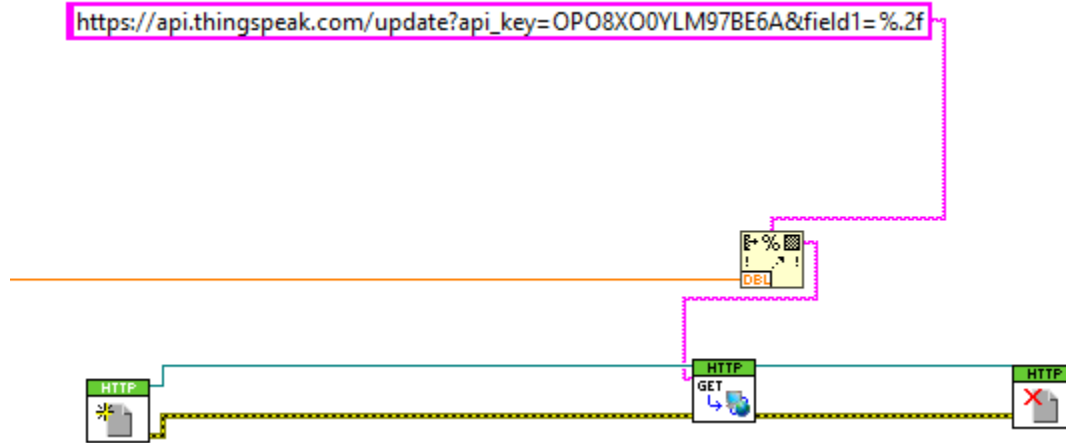 https://api.thingspeak.com/update?api_key=OPO8XO0YLM97BE6A&field1=%.2f
%
DBL
HTTP
HTTP
GET
HTTP